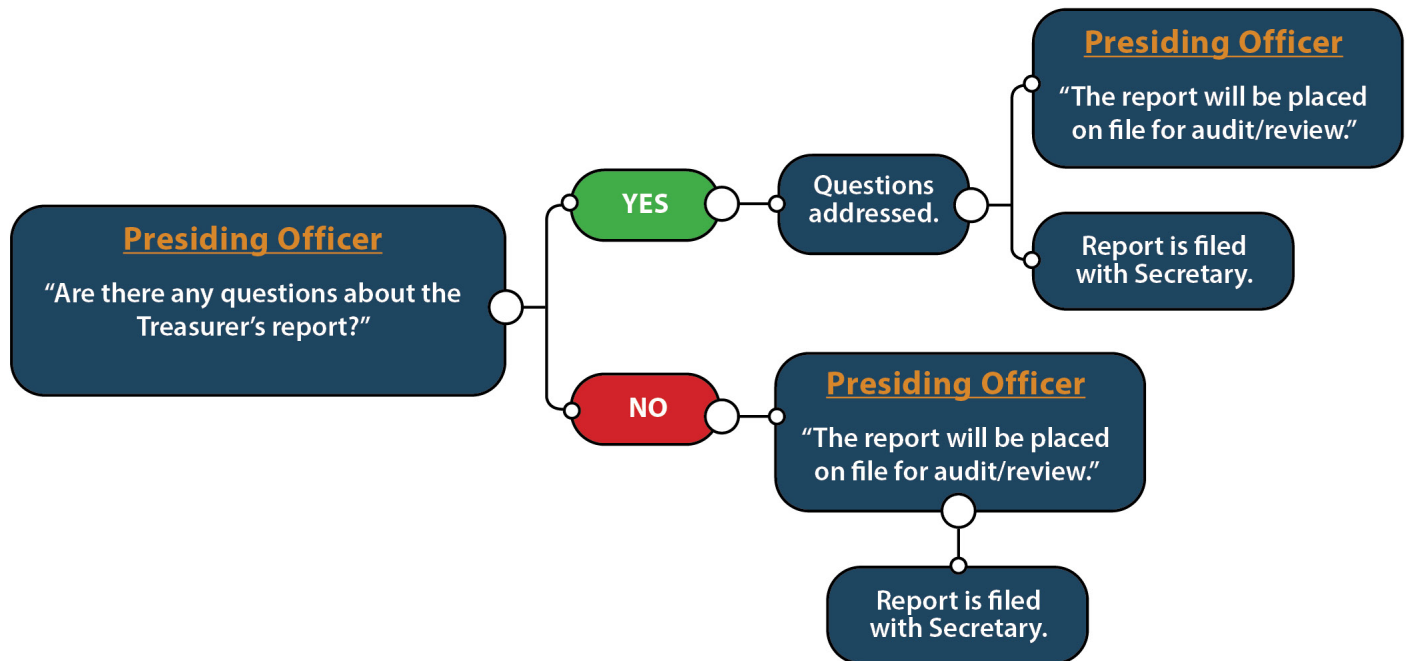 Presiding Officer
“Are there any questions about the
Treasurer’s report?”
YES
Questions
addressed.
Presiding Officer
“The report will be placed
on file for audit/review.”
Report is filed
with Secretary.
NO
Presiding Officer
“The report will be placed
on file for audit/review.”
Report is filed
with Secretary.